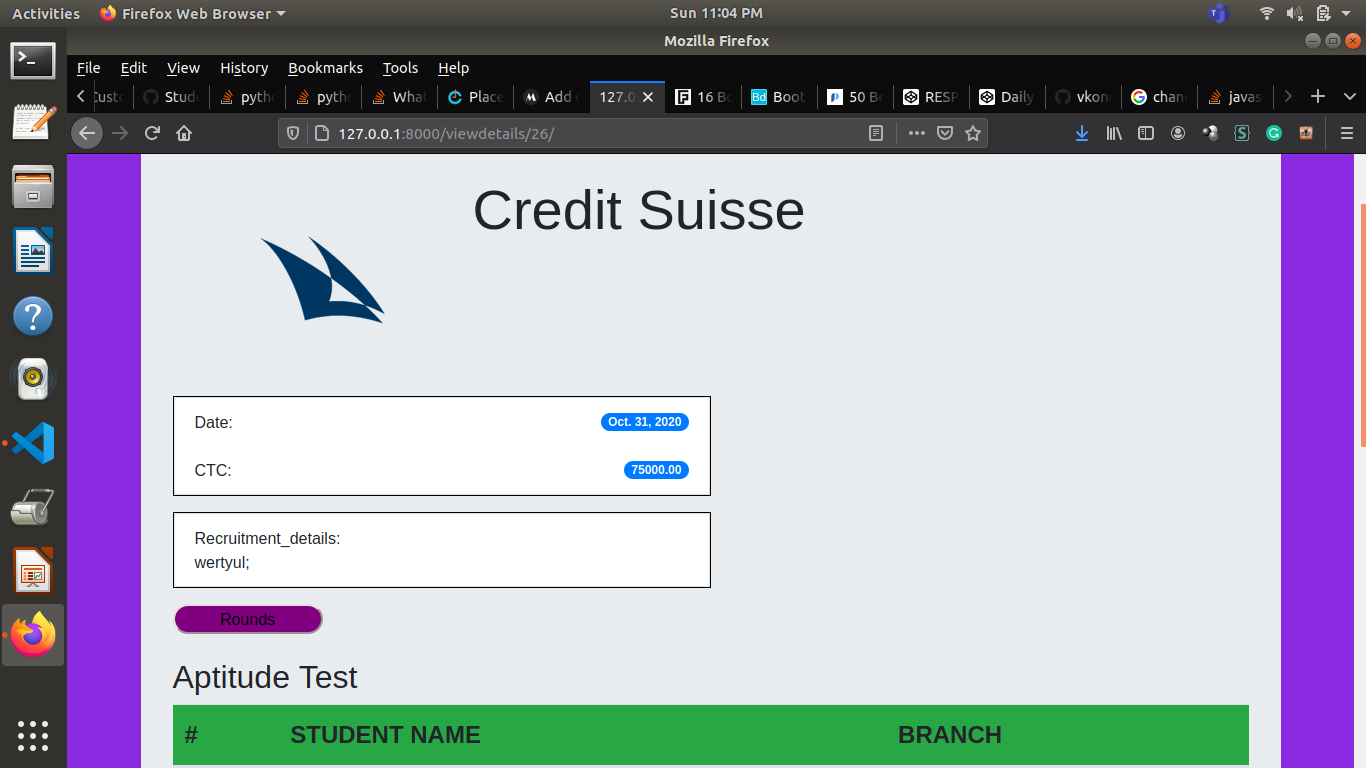 Activities Firefox Web Browser Sun 11:04 PM
Mozilla Firefox
File Edit View History Bookmarks Tools Help
Custo Stude pytho pytho What Place Add c 127.0 16 Bo Boot 50 Be RESP Daily vkon chan javas
127.0.0.1:8000/viewdetails/26/
Credit Suisse
Date: Oct. 31, 2020
CTC: 75000.00
Recruitment_details:
wertyul;
Rounds
Aptitude Test
# STUDENT NAME BRANCH